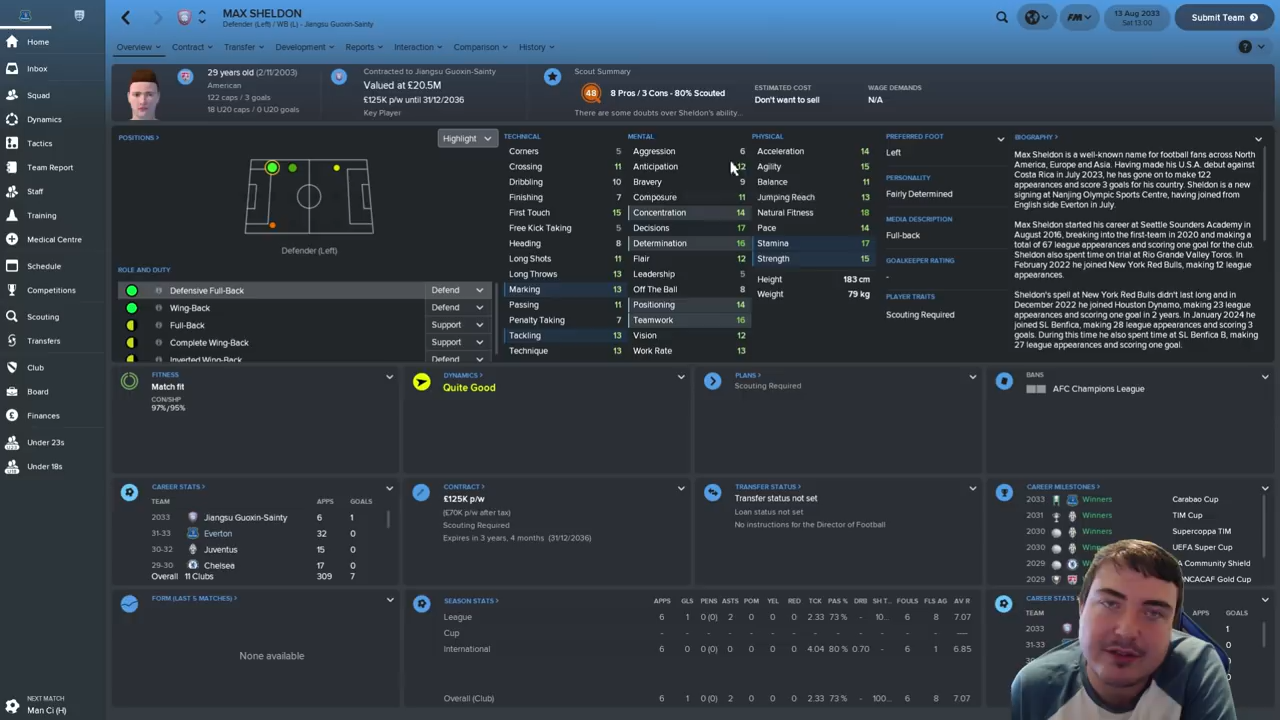 MAX SHELDON
Defender (Left) / WB (L) - Jiangsu Guoxin-Sainty
FM
13 Aug 2033
Sat 13:00
Submit Team
Home
Inbox
Squad
Dynamics
Tactics
Team Report
Staff
Training
Medical Centre
Schedule
Competitions
Scouting
Transfers
Club
Board
Finances
Under 23s
Under 18s
NEXT MATCH
Man Ci (H)
Overview
Contract
Transfer
Development
Reports
Interaction
Comparison
History
29 years old (2/11/2003)
American
122 caps / 3 goals
18 U20 caps / 0 U20 goals
Contracted to Jiangsu Guoxin-Sainty
Valued at £20.5M
£125K p/w until 31/12/2036
Key Player
Scout Summary
48
8 Pros / 3 Cons - 80% Scouted
There are some doubts over Sheldon's ability...
ESTIMATED COST
Don't want to sell
WAGE DEMANDS
N/A
POSITIONS >
Highlight
Defender (Left)
ROLE AND DUTY
Defensive Full-Back Defend
Wing-Back Defend
Full-Back Support
Complete Wing-Back Support
Inverted Wing-Back Defend
TECHNICAL
Corners 5
Crossing 11
Dribbling 10
Finishing 7
First Touch 15
Free Kick Taking 5
Heading 8
Long Shots 11
Long Throws 13
Marking 13
Passing 11
Penalty Taking 7
Tackling 13
Technique 13
MENTAL
Aggression 6
Anticipation 12
Bravery 9
Composure 11
Concentration 14
Decisions 17
Determination 16
Flair 12
Leadership 5
Off The Ball 8
Positioning 14
Teamwork 16
Vision 12
Work Rate 13
PHYSICAL
Acceleration 14
Agility 15
Balance 11
Jumping Reach 13
Natural Fitness 18
Pace 14
Stamina 17
Strength 15
Height 183 cm
Weight 79 kg
PREFERRED FOOT
Left
PERSONALITY
Fairly Determined
MEDIA DESCRIPTION
Full-back
GOALKEEPER RATING
-
PLAYER TRAITS
Scouting Required
BIOGRAPHY >
Max Sheldon is a well-known name for football fans across North
America, Europe and Asia. Having made his U.S.A. debut against
Costa Rica in July 2023, he has gone on to make 122
appearances and score 3 goals for his country. Sheldon is a new
signing at Nanjing Olympic Sports Centre, having joined from
English side Everton in July.
Max Sheldon started his career at Seattle Sounders Academy in
August 2016, breaking into the first-team in 2020 and making a
total of 67 league appearances and scoring one goal for the club.
Sheldon also spent time on trial at Rio Grande Valley Toros. In
February 2022 he joined New York Red Bulls, making 12 league
appearances.
Sheldon's spell at New York Red Bulls didn't last long and in
December 2022 he joined Houston Dynamo, making 23 league
appearances and scoring one goal in 2 years. In January 2024 he
joined SL Benfica, making 28 league appearances and scoring 3
goals. During this time he also spent time at SL Benfica B, making
27 league appearances and scoring one goal.
FITNESS
Match fit
CON/SHP
97%/95%
DYNAMICS >
Quite Good
PLANS >
Scouting Required
BANS
AFC Champions League
CAREER STATS >
TEAM APPS GOALS
2033 Jiangsu Guoxin-Sainty 6 1
31-33 Everton 32 0
30-32 Juventus 15 0
29-30 Chelsea 17 0
Overall 11 Clubs 309 7
CONTRACT >
£125K p/w
(£70K p/w after tax)
Scouting Required
Expires in 3 years, 4 months (31/12/2036)
TRANSFER STATUS >
Transfer status not set
Loan status not set
No instructions for the Director of Football
CAREER MILESTONES >
2033 Winners Carabao Cup
2031 Winners TIM Cup
2030 Winners Supercoppa TIM
2030 UEFA Super Cup
2029 Community Shield
2029 Gold Cup
FORM (LAST 5 MATCHES) >
None available
SEASON STATS >
APPS GLS PENS ASTS POM YEL RED TCK PAS % DRB SH T... FOULS FLS AG AV R
League 6 1 0 (0) 2 0 0 0 2.33 73 % - 10... 6 8 7.07
Cup - - - - - - - - - - - - - ----
International 6 0 0 (0) 0 0 0 0 4.04 80 % 0.70 - 6 1 6.85
Overall (Club) 6 1 0 (0) 2 0 0 0 2.33 73 % - 100... 6 8 7.07
CAREER STATS
TEAM APPS GOALS
2033 1
31-33 0